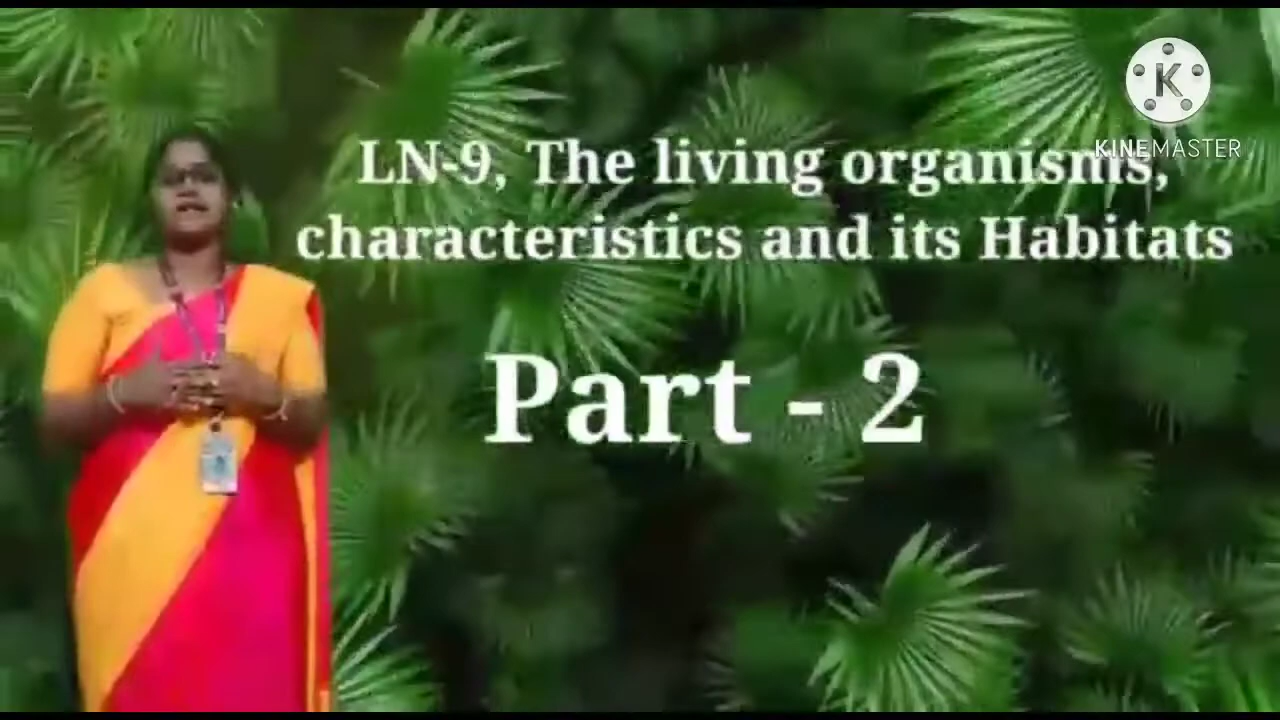 K
KINEMASTER
LN-9, The living organisms,
characteristics and its Habitats
Part - 2